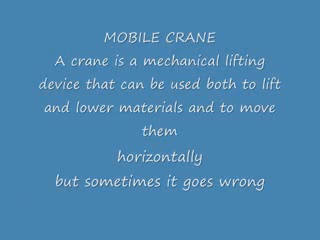 MOBILE CRANE
A crane is a mechanical lifting
device that can be used both to lift
and lower materials and to move
them
horizontally
but sometimes it goes wrong